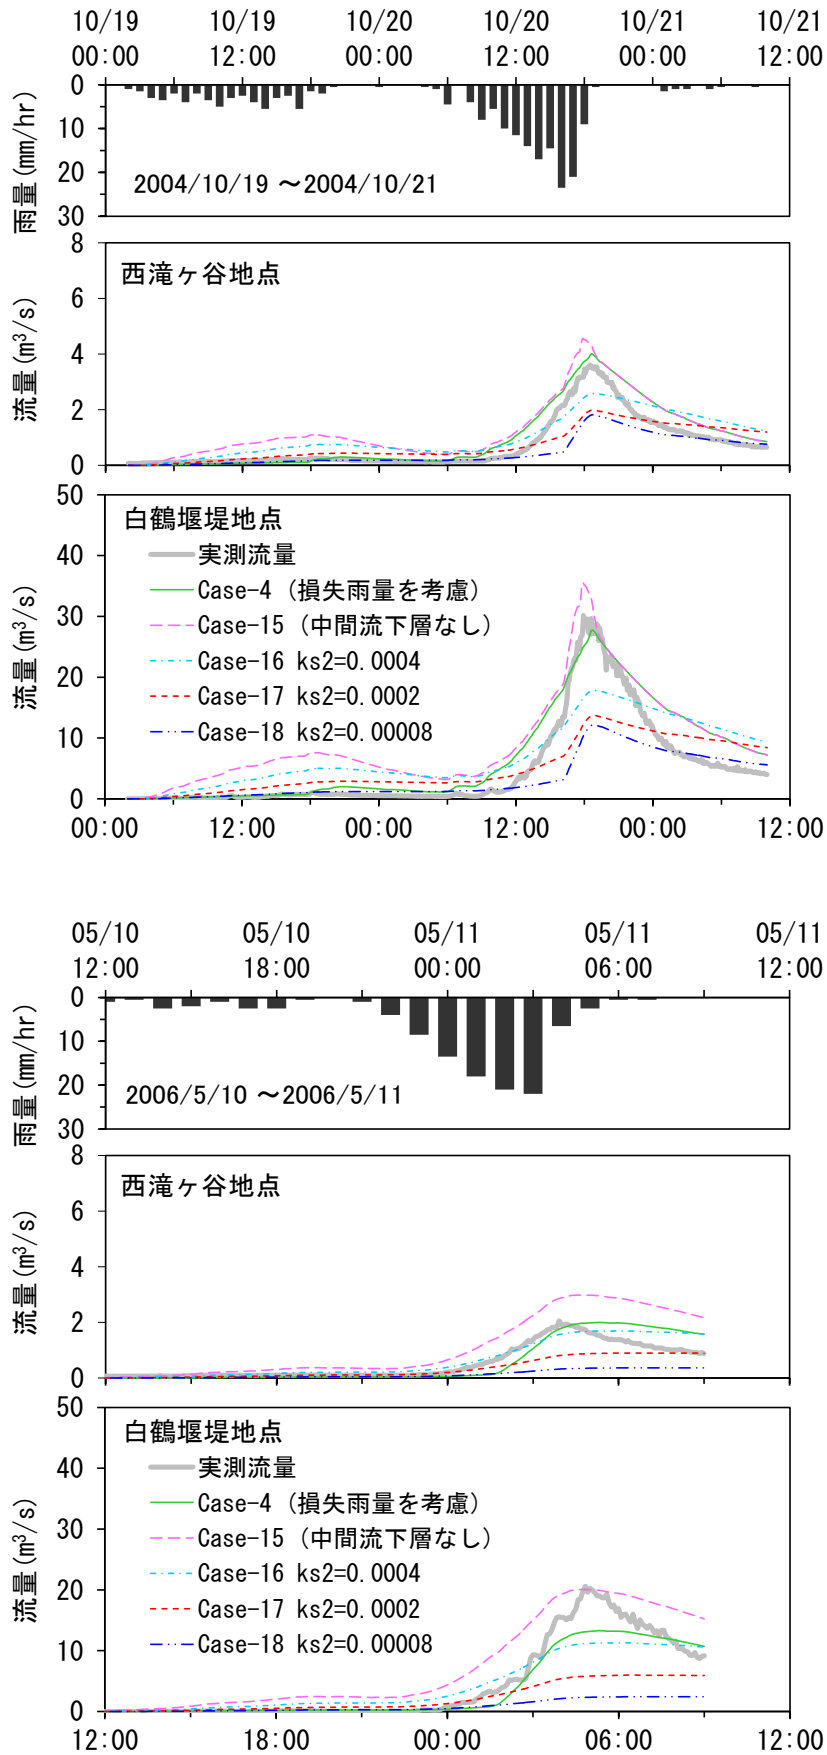 10/19 10/19 10/20 10/20 10/21 10/21
00:00 12:00 00:00 12:00 00:00 12:00
0
10
20
30
雨量(mm/hr)
2004/10/19 ～2004/10/21
8
6
4
2
0
流量(m³/s)
西滝ヶ谷地点
50
40
30
20
10
0
流量(m³/s)
白鶴堰堤地点
実測流量
Case-4 (損失雨量を考慮)
Case-15 (中間流下層なし)
Case-16 ks2=0.0004
Case-17 ks2=0.0002
Case-18 ks2=0.00008
00:00 12:00 00:00 12:00 00:00 12:00
05/10 05/10 05/11 05/11 05/11
12:00 18:00 00:00 06:00 12:00
0
10
20
30
雨量(mm/hr)
2006/5/10 ～2006/5/11
8
6
4
2
0
流量(m³/s)
西滝ヶ谷地点
50
40
30
20
10
0
流量(m³/s)
白鶴堰堤地点
実測流量
Case-4 (損失雨量を考慮)
Case-15 (中間流下層なし)
Case-16 ks2=0.0004
Case-17 ks2=0.0002
Case-18 ks2=0.00008
12:00 18:00 00:00 06:00 12:00